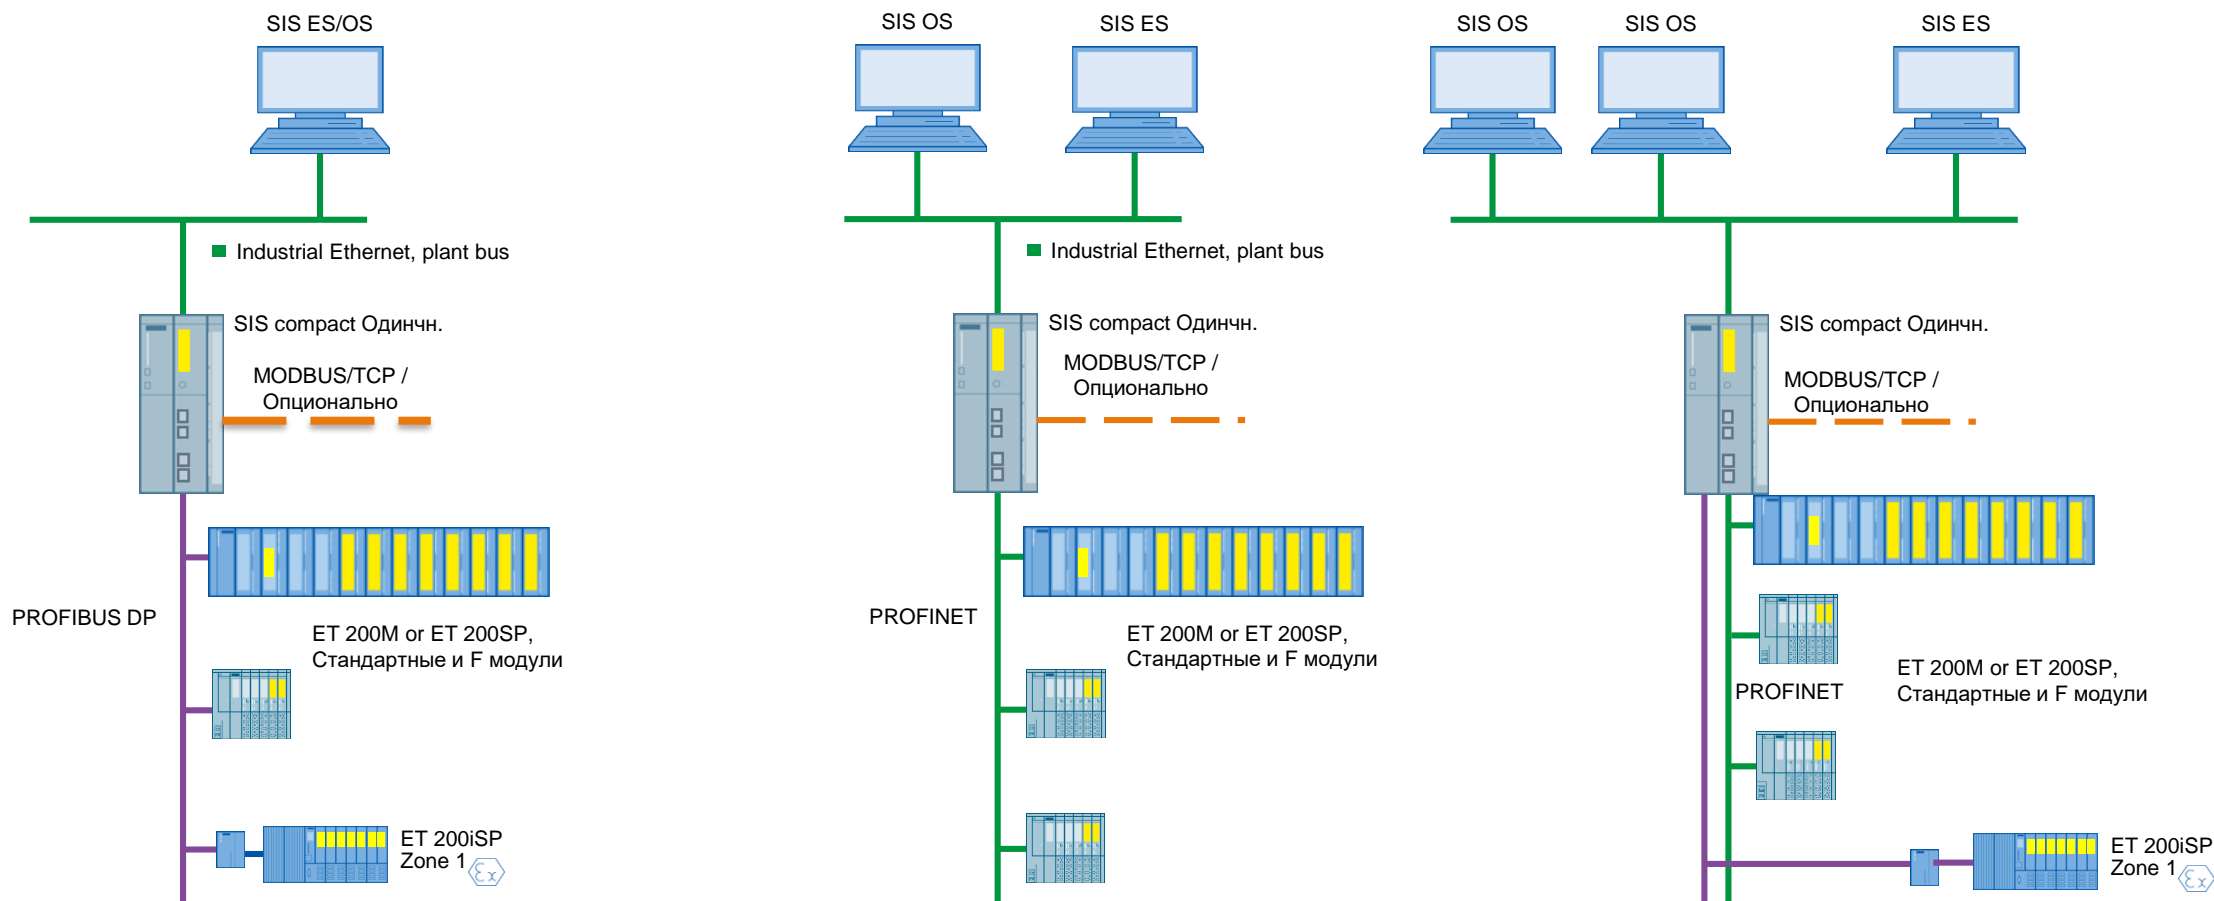 SIS ES/OS
Industrial Ethernet, plant bus
SIS compact Одинчн.
MODBUS/TCP /
Опционально
PROFIBUS DP
ET 200M or ET 200SP,
Стандартные и F модули
ET 200iSP
Zone 1
εx
SIS OS
SIS ES
Industrial Ethernet, plant bus
SIS compact Одинчн.
MODBUS/TCP /
Опционально
PROFINET
ET 200M or ET 200SP,
Стандартные и F модули
SIS OS
SIS OS
SIS ES
SIS compact Одинчн.
MODBUS/TCP /
Опционально
PROFINET
ET 200M or ET 200SP,
Стандартные и F модули
ET 200iSP
Zone 1
εx